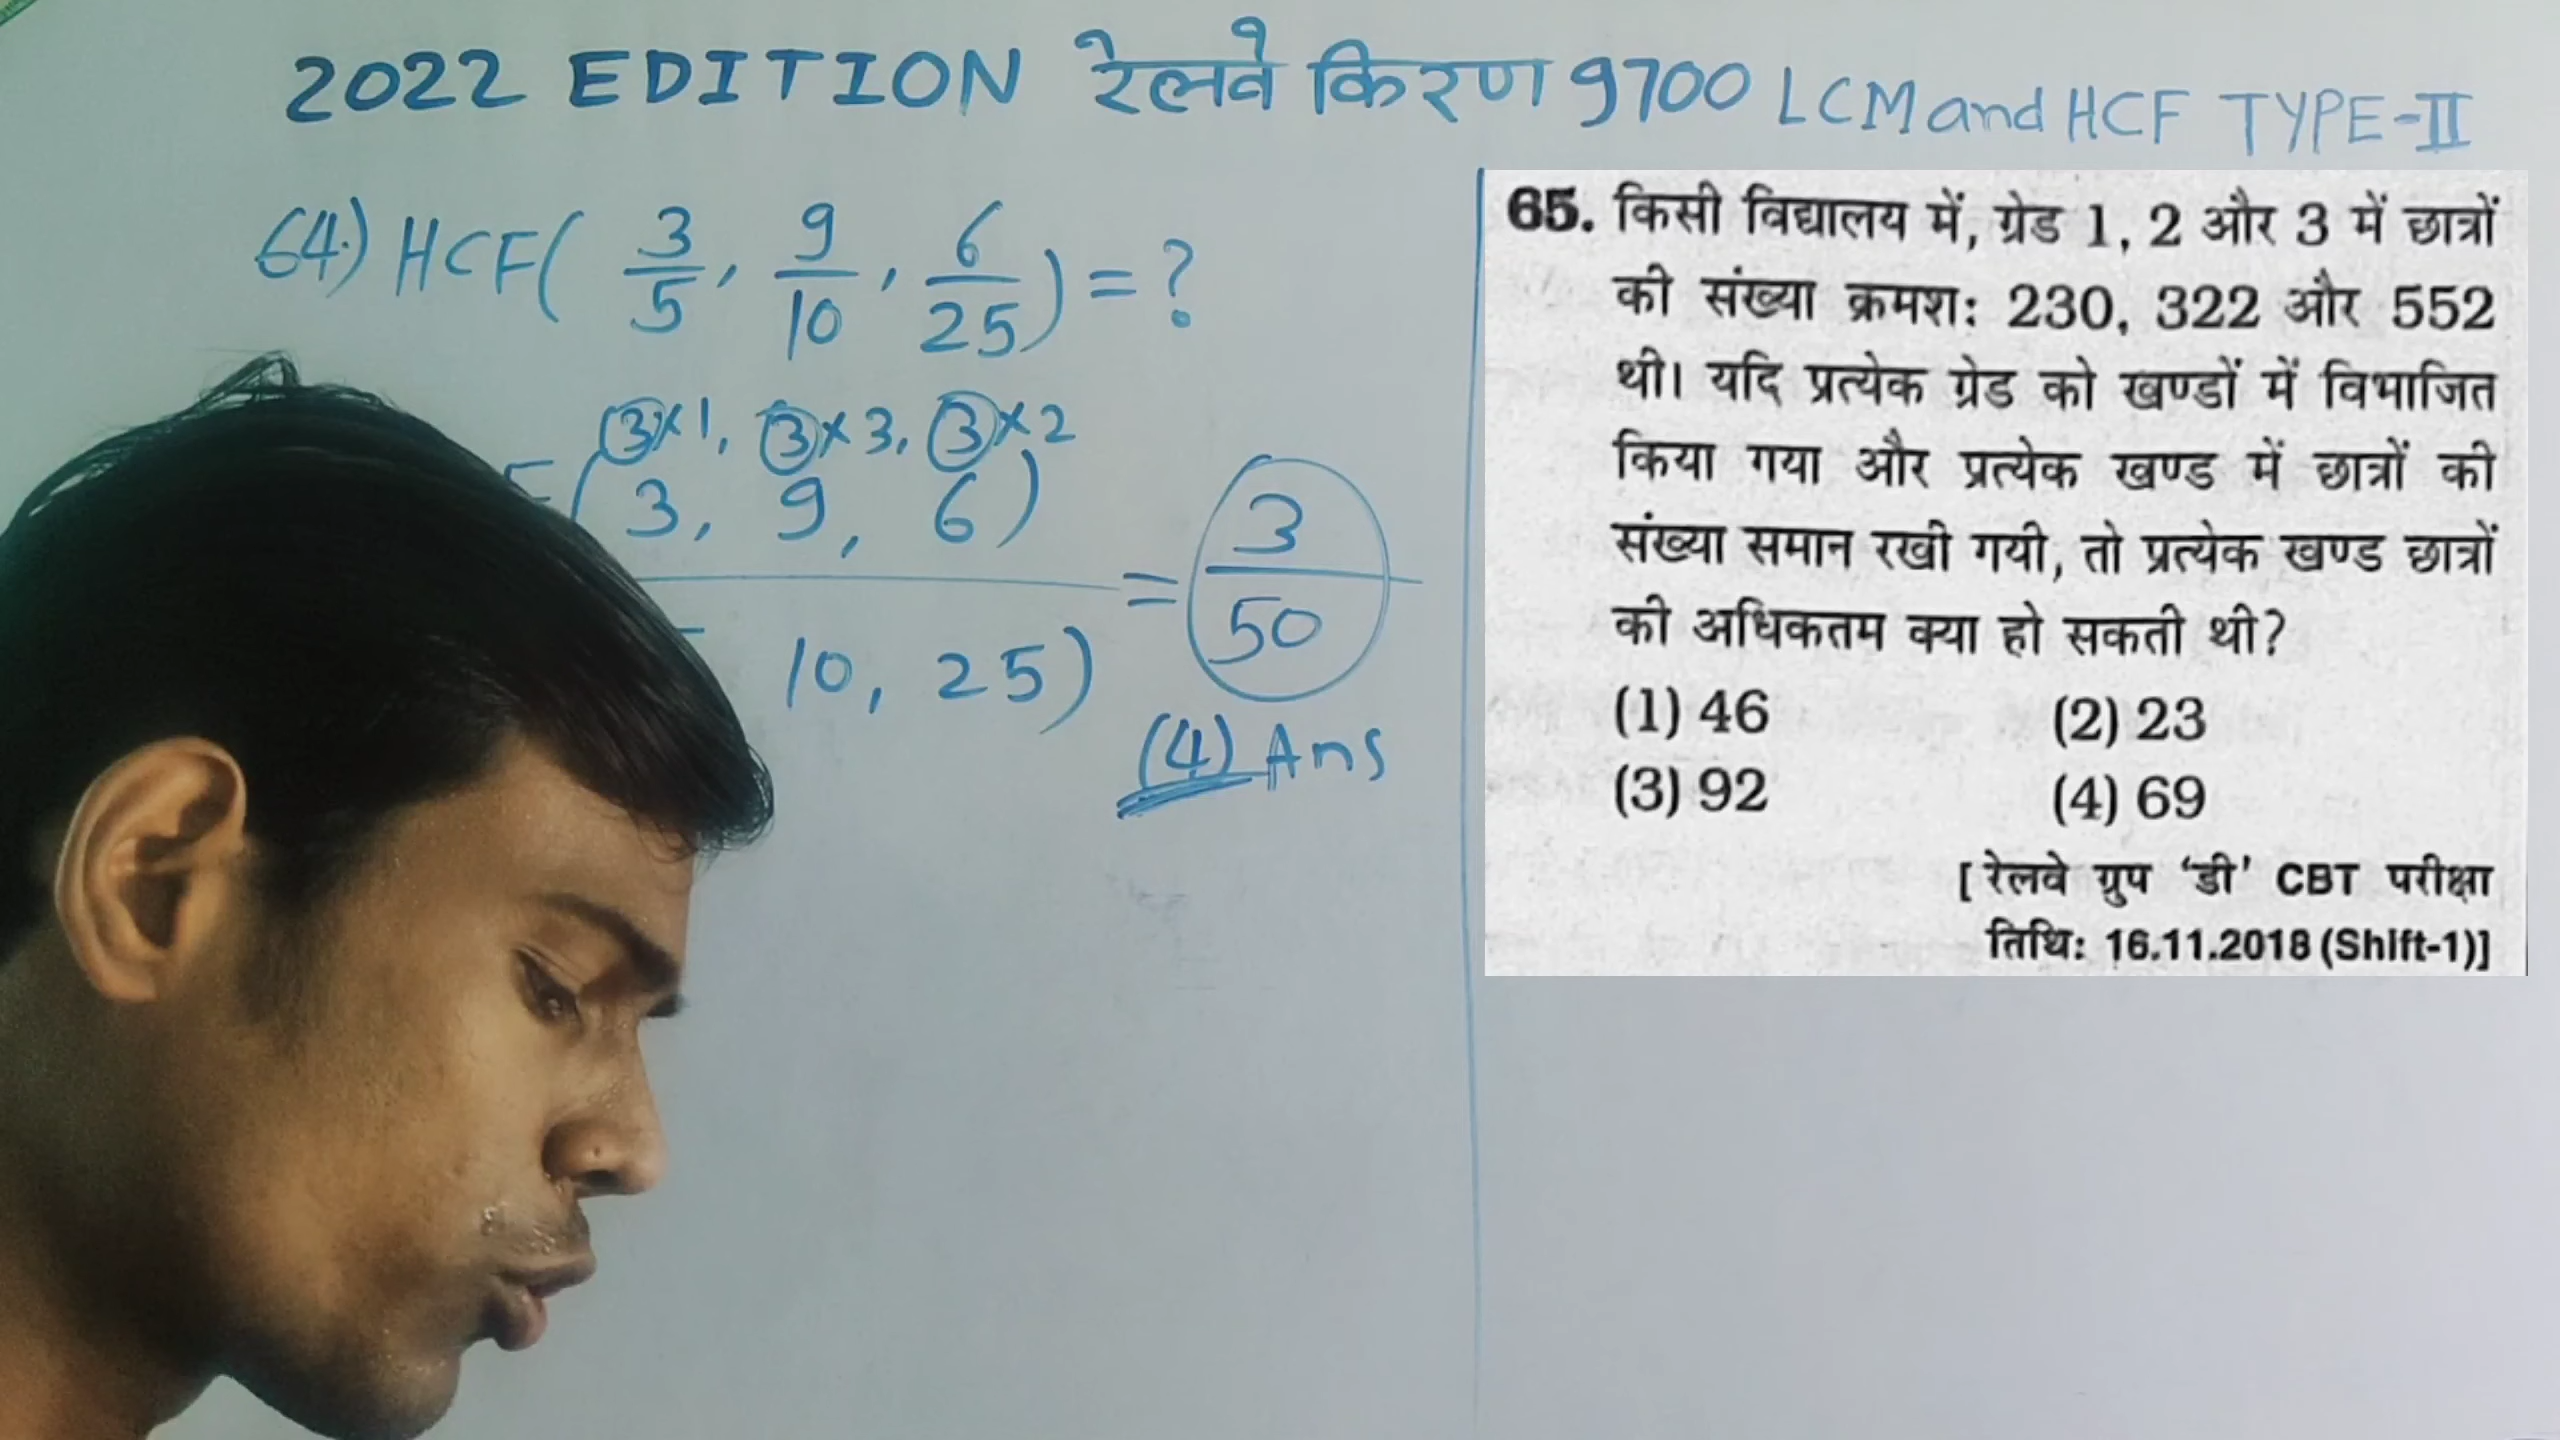 2022 EDITION रेलवे किरण 9700 LCM and HCF TYPE-II
64) HCF( 3/5, 9/10, 6/25 ) = ?
3×1, 3×3, 3×2
F( 3, 9, 6 )
10, 25 )
= 3/50
(4) Ans
65. किसी विद्यालय में, ग्रेड 1, 2 और 3 में छात्रों
की संख्या क्रमश: 230, 322 और 552
थी। यदि प्रत्येक ग्रेड को खण्डों में विभाजित
किया गया और प्रत्येक खण्ड में छात्रों की
संख्या समान रखी गयी, तो प्रत्येक खण्ड छात्रों
की अधिकतम क्या हो सकती थी?
(1) 46 (2) 23
(3) 92 (4) 69
[रेलवे ग्रुप 'डी' CBT परीक्षा
तिथि: 16.11.2018 (Shift-1)]